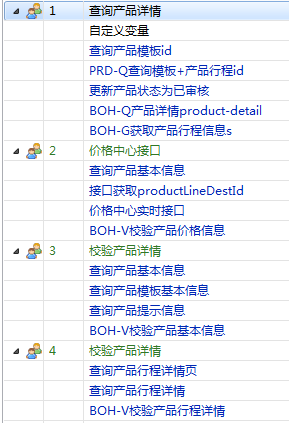 1 查询产品详情
自定义变量
查询产品模板id
PRD-Q查询模板+产品行程id
更新产品状态为已审核
BOH-Q产品详情product-detail
BOH-G获取产品行程信息s
2 价格中心接口
查询产品基本信息
接口获取productLineDestId
价格中心实时接口
BOH-V校验产品价格信息
3 校验产品详情
查询产品基本信息
查询产品模板基本信息
查询产品提示信息
BOH-V校验产品基本信息
4 校验产品详情
查询产品行程详情页
查询产品行程详情
BOH-V校验产品行程详情